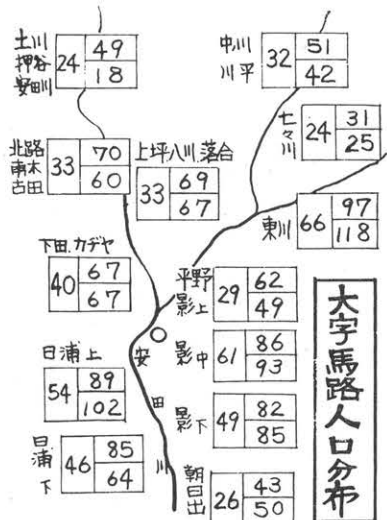 大字馬路人口分布
土川
押谷
安田川
24 49 18
中川
川平
32 51 42
七々川
24 31 25
北路
南木
古田
33 70 60
上坪八川、落合
33 69 67
東川
66 97 118
下田、カデヤ
40 67 67
平野
影上
29 62 49
日浦上
54 89 102
影中
61 86 93
影下
49 82 85
日浦下
46 85 64
朝日出
26 43 50
安田川